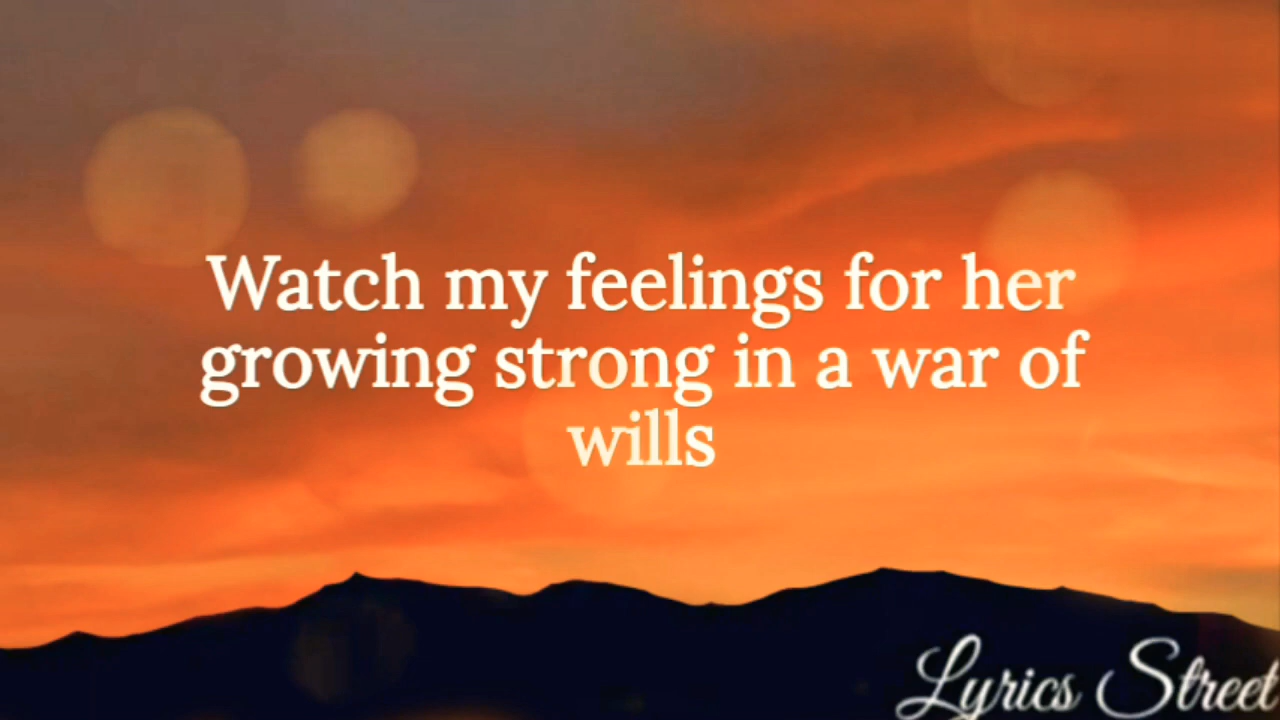 Watch my feelings for her
growing strong in a war of
wills
Lyrics Street